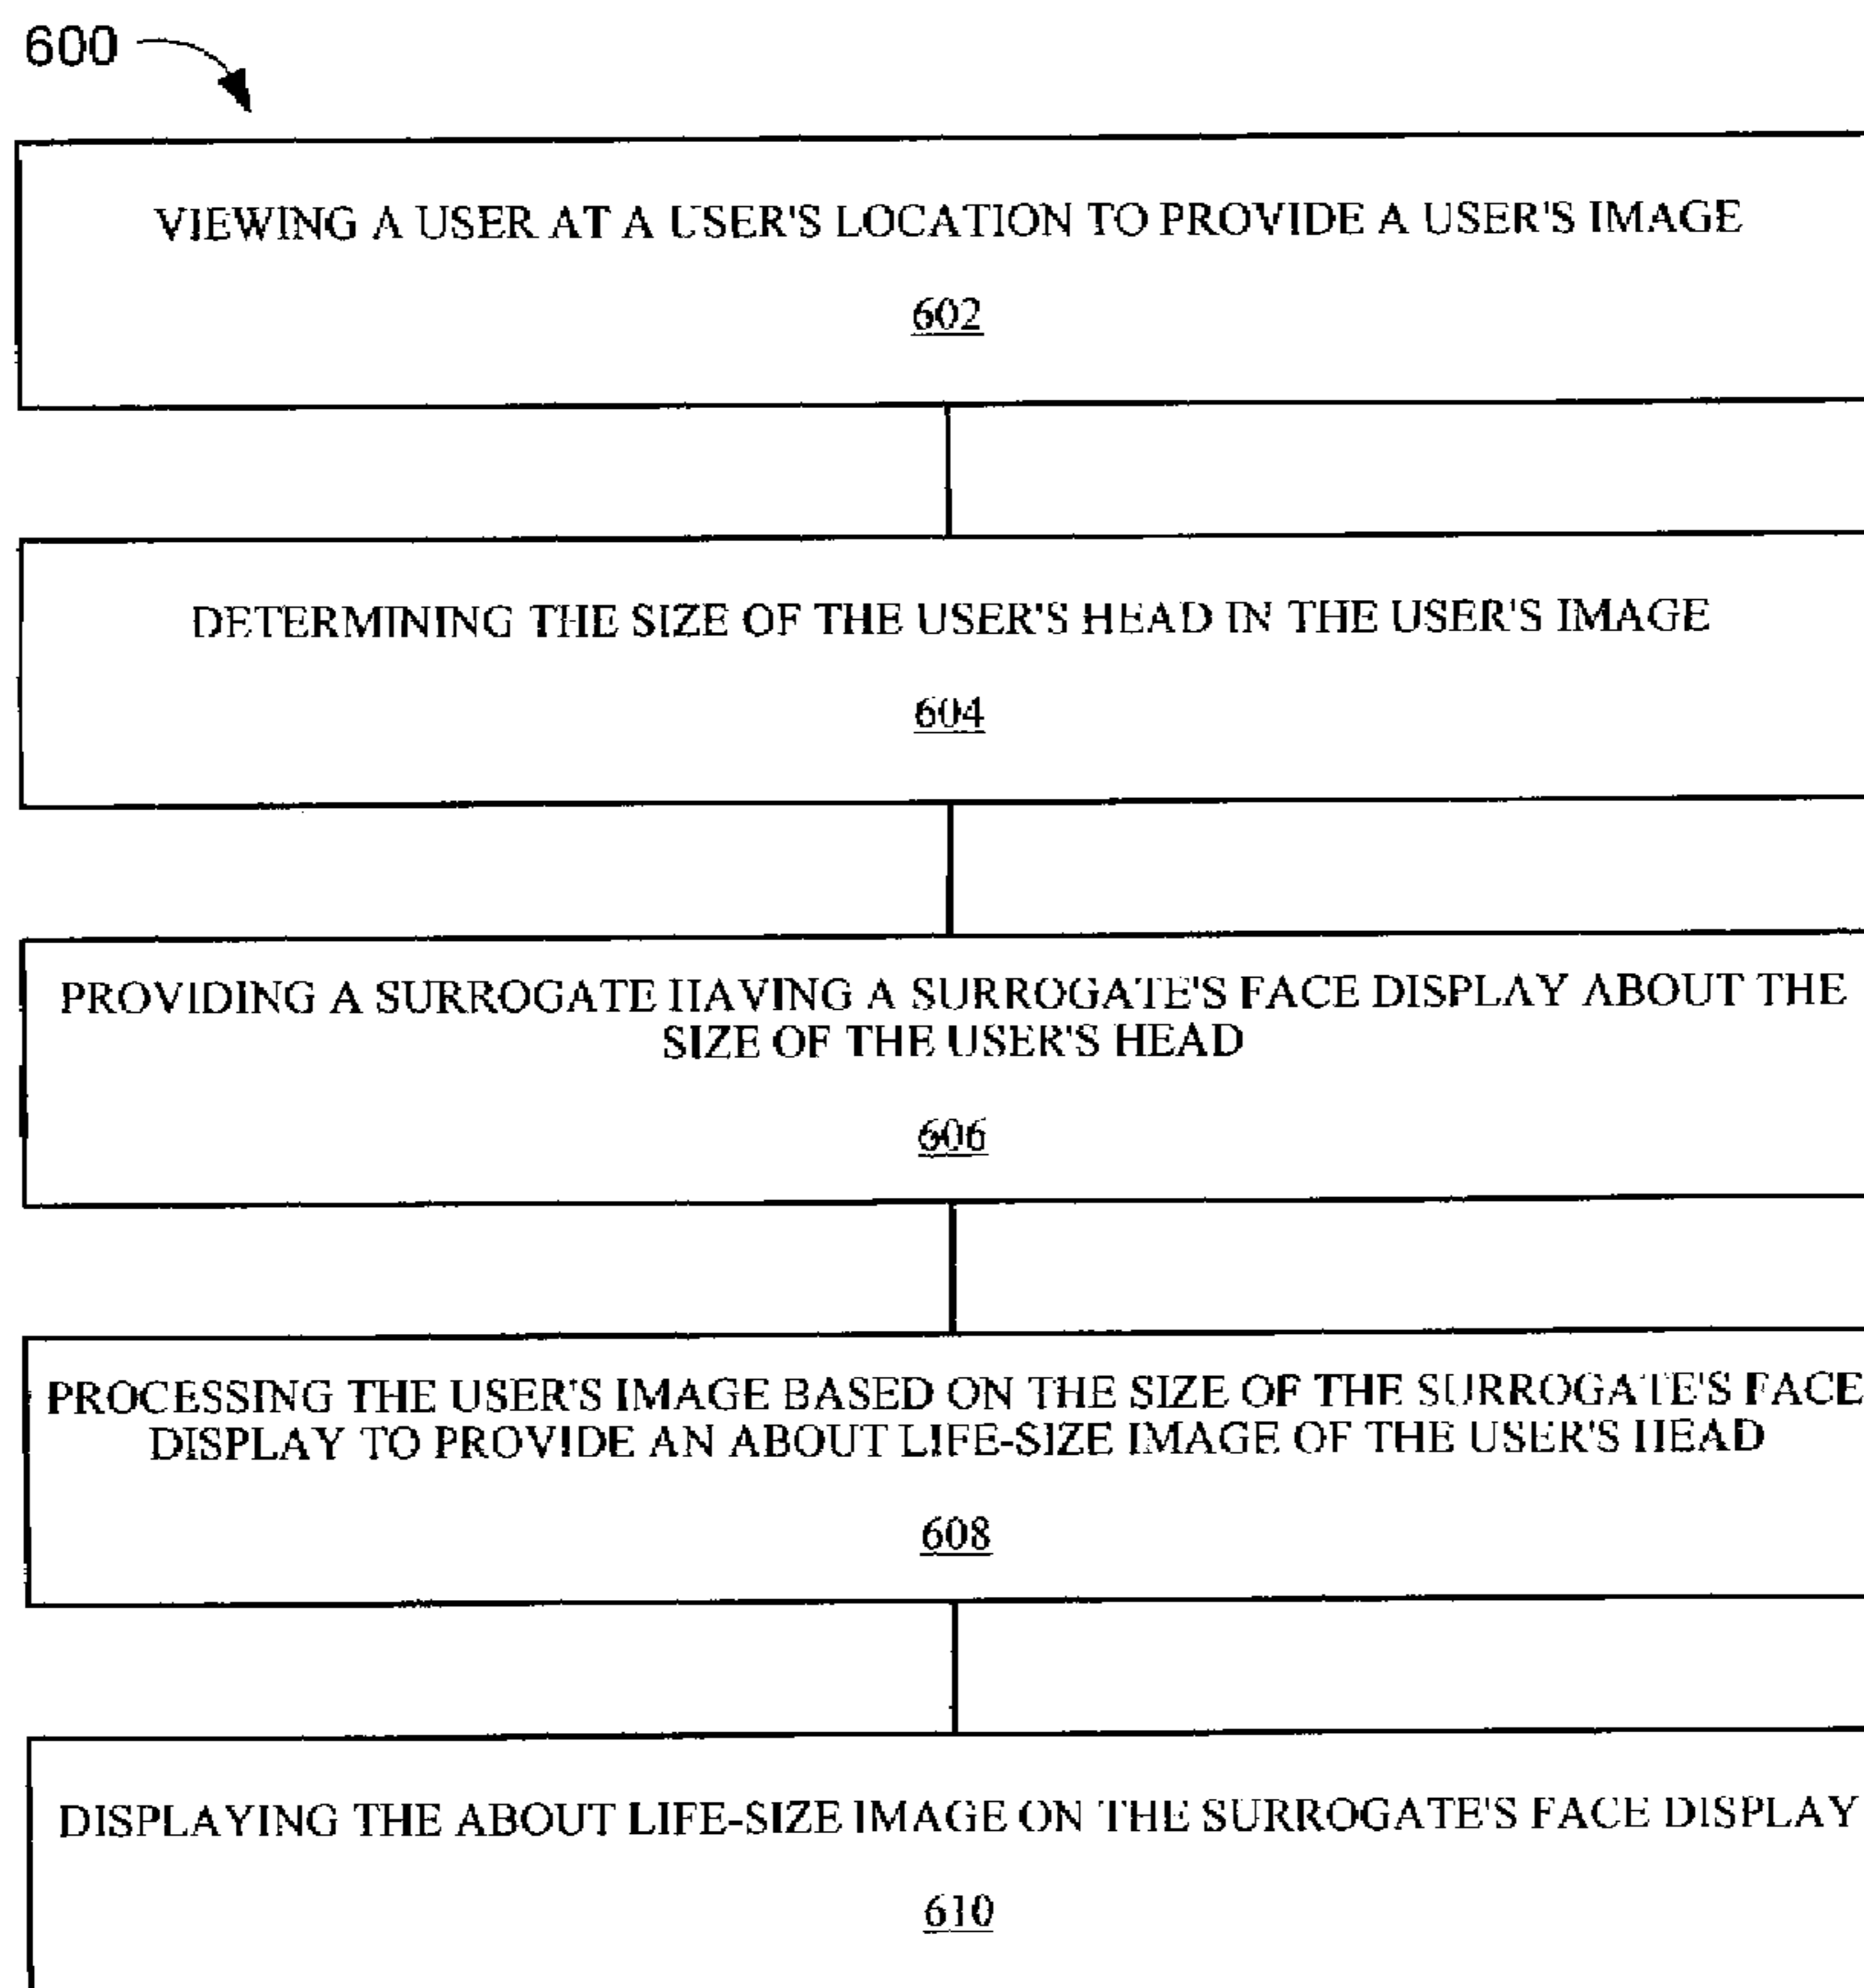 600
VIEWING A USER AT A USER'S LOCATION TO PROVIDE A USER'S IMAGE
602
DETERMINING THE SIZE OF THE USER'S HEAD IN THE USER'S IMAGE
604
PROVIDING A SURROGATE HAVING A SURROGATE'S FACE DISPLAY ABOUT THE
SIZE OF THE USER'S HEAD
606
PROCESSING THE USER'S IMAGE BASED ON THE SIZE OF THE SURROGATE'S FACE
DISPLAY TO PROVIDE AN ABOUT LIFE-SIZE IMAGE OF THE USER'S HEAD
608
DISPLAYING THE ABOUT LIFE-SIZE IMAGE ON THE SURROGATE'S FACE DISPLAY
610